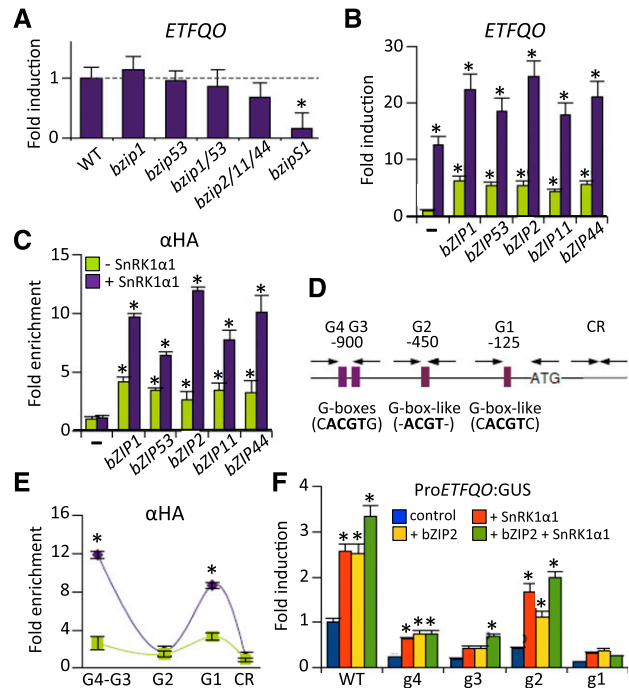 A
ETFQO
Fold induction
1
0
WT
bzip1
bzip53
bzip1/53
bzip2/11/44
bzipS1
*
B
ETFQO
Fold induction
30
20
10
0
* * * * * * * * * * *
–
bZIP1
bZIP53
bZIP2
bZIP11
bZIP44
C
αHA
- SnRK1α1
+ SnRK1α1
Fold enrichment
15
10
5
0
* * * * * * * * * *
–
bZIP1
bZIP53
bZIP2
bZIP11
bZIP44
D
G4 G3 G2 G1 CR
-900 -450 -125
ATG
G-boxes G-box-like G-box-like
(CACGTG) (-ACGT-) (CACGTC)
E
αHA
Fold enrichment
16
12
8
4
0
* *
G4-G3 G2 G1 CR
F
ProETFQO:GUS
control + SnRK1α1
+ bZIP2 + bZIP2 + SnRK1α1
Fold induction
4
3
2
1
0
* * * * * * * * * *
WT g4 g3 g2 g1